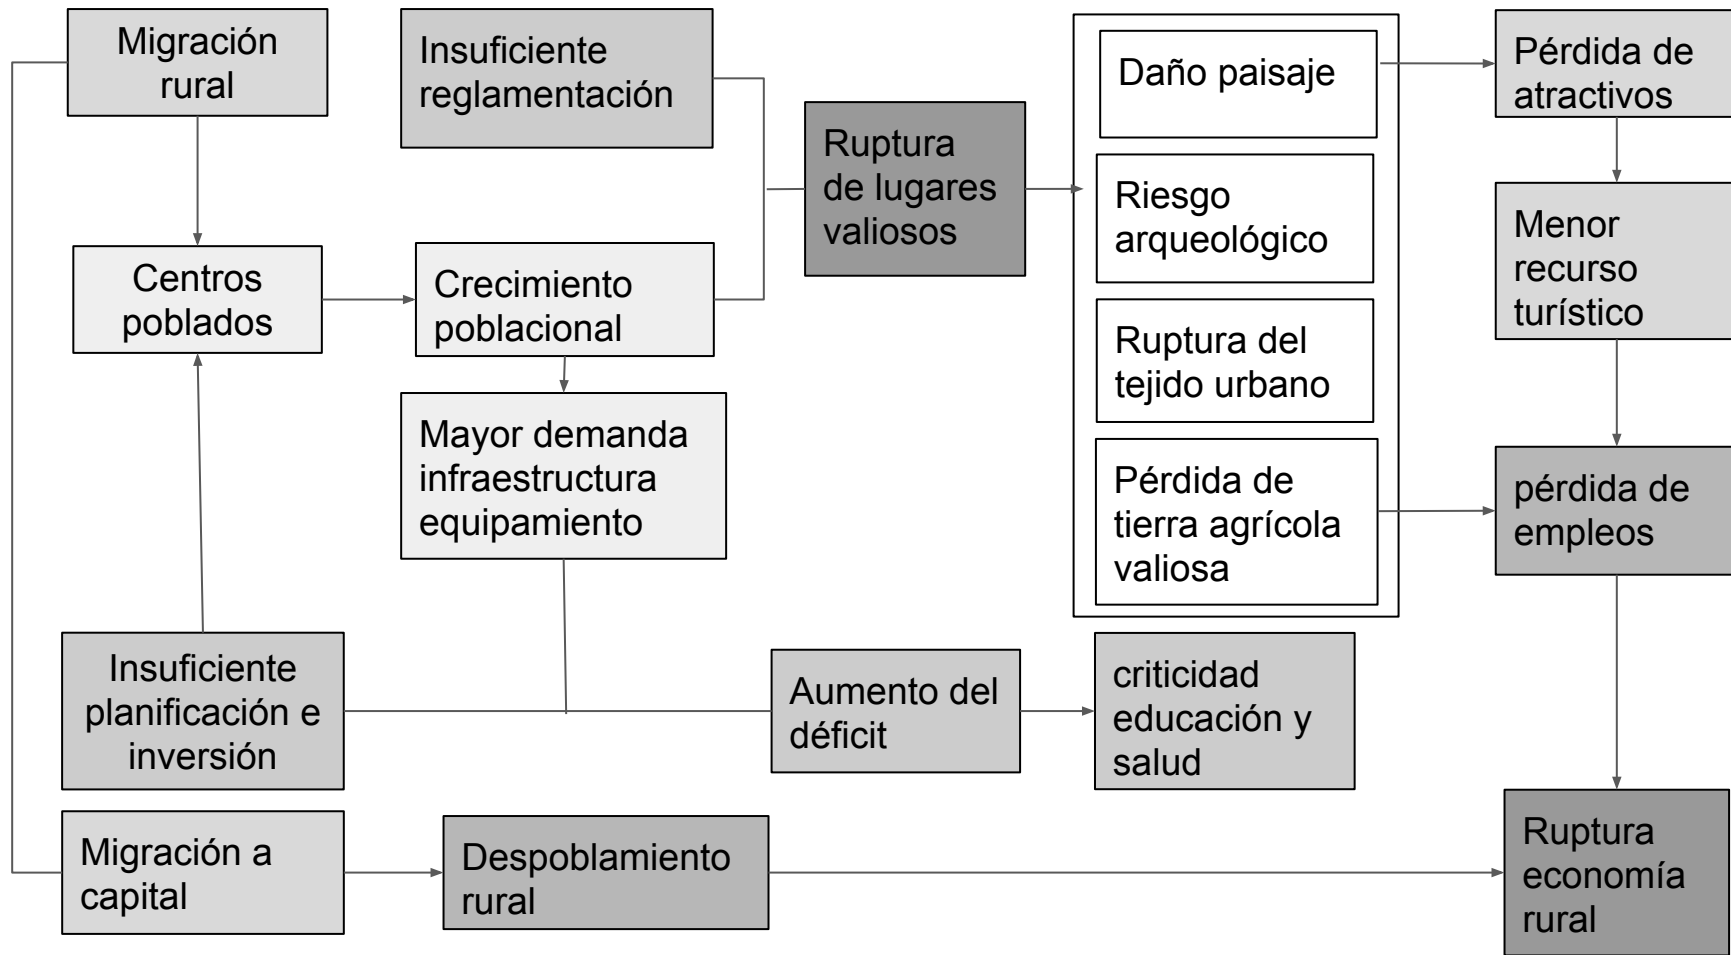 Migración
rural
Insuficiente
reglamentación
Ruptura
de lugares
valiosos
Daño paisaje
Pérdida de
atractivos
Riesgo
arqueológico
Menor
recurso
turístico
Centros
poblados
Crecimiento
poblacional
Ruptura del
tejido urbano
Mayor demanda
infraestructura
equipamiento
Pérdida de
tierra agrícola
valiosa
pérdida de
empleos
Insuficiente
planificación e
inversión
Aumento del
déficit
criticidad
educación y
salud
Migración a
capital
Despoblamiento
rural
Ruptura
economía
rural